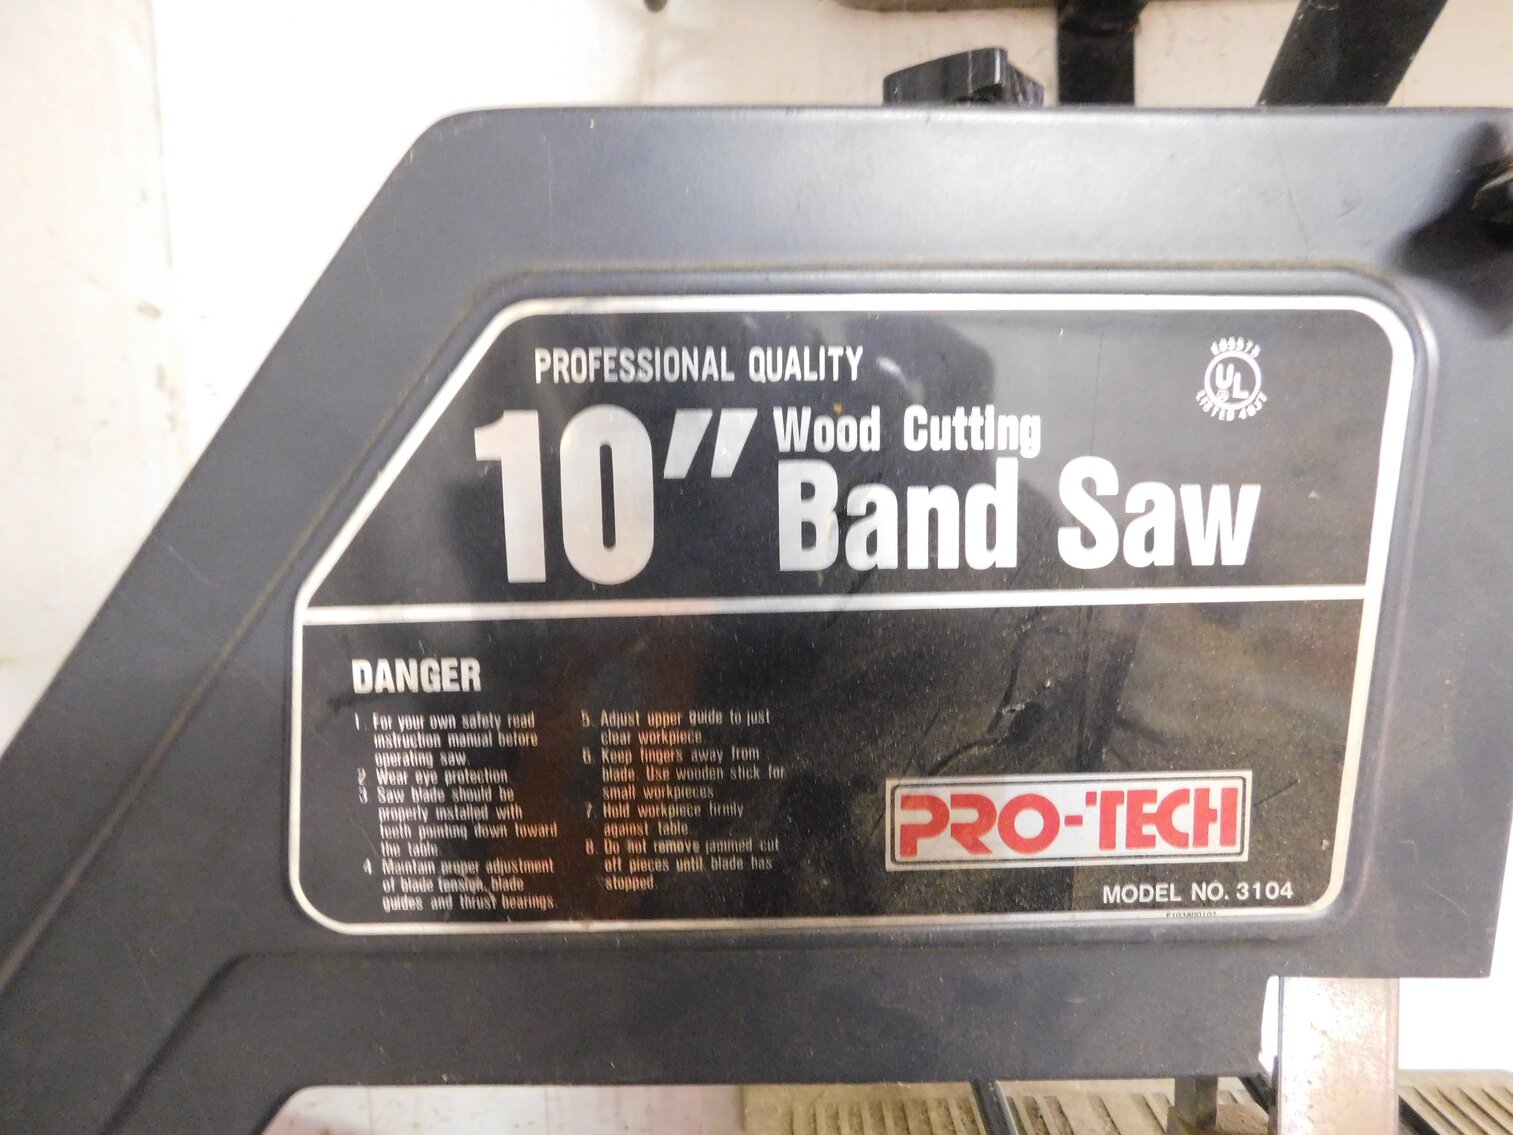 PROFESSIONAL QUALITY
10" Wood Cutting
Band Saw
UL
DANGER
1. For your own safety read
instruction manual before
operating saw.
2. Wear eye protection
3. Saw blade should be
properly installed with
teeth pointing down toward
the table.
4. Maintain proper adjustment
of blade tension, blade
guides and thrust bearings.
5. Adjust upper guide to just
clear workpiece.
6. Keep fingers away from
blade. Use wooden stick for
small workpieces.
7. Hold workpiece firmly
against table.
8. Do not remove jammed cut
off pieces until blade has
stopped.
PRO-TECH
MODEL NO. 3104